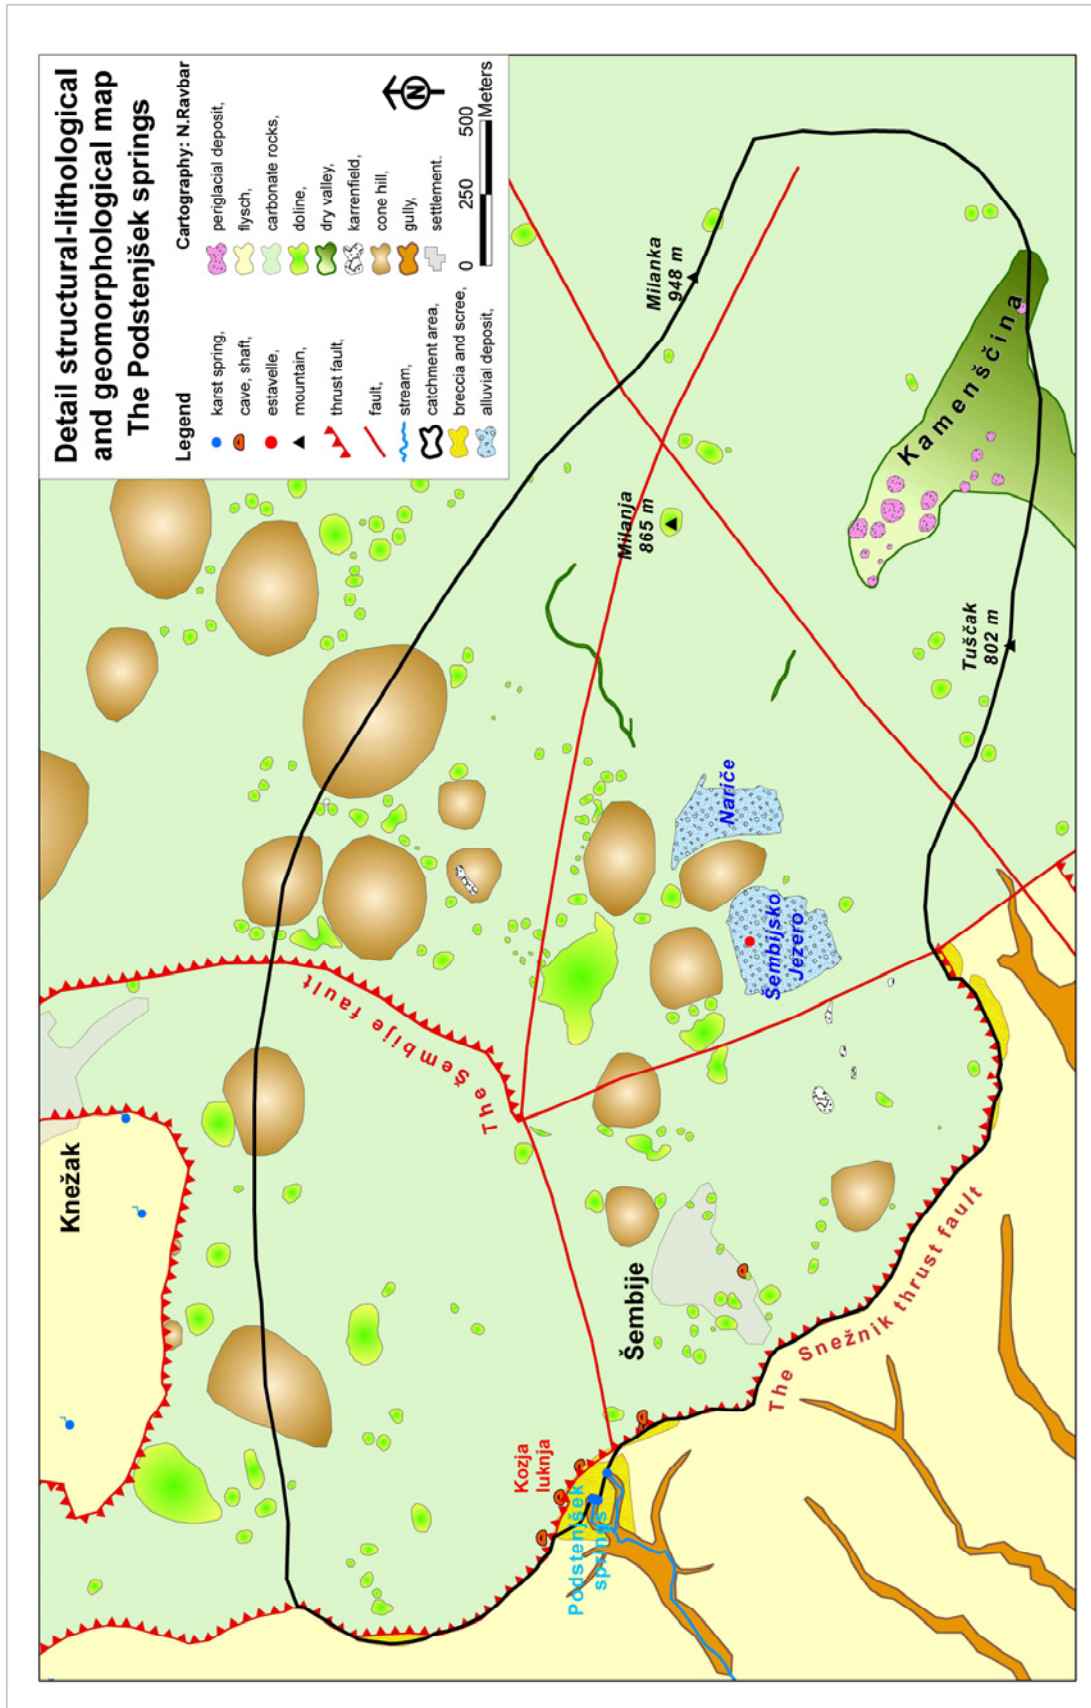 Detail structural-lithological
and geomorphological map
The Podstenjšek springs
Legend
Cartography: N.Ravbar
karst spring,
cave, shaft,
estavelle,
mountain,
thrust fault,
fault,
stream,
catchment area,
breccia and scree,
alluvial deposit,
periglacial deposit,
flysch,
carbonate rocks,
doline,
dry valley,
karrenfield,
cone hill,
gully,
settlement.
N
0 250 500
Meters
Knežak
The Šembije fault
Milanka
948 m
Milanja
865 m
Kamenščina
Tuščak
802 m
Nariče
Šembijsko
Jezero
Šembije
Kozja
luknja
Podstenjšek
springs
The Snežnik thrust fault